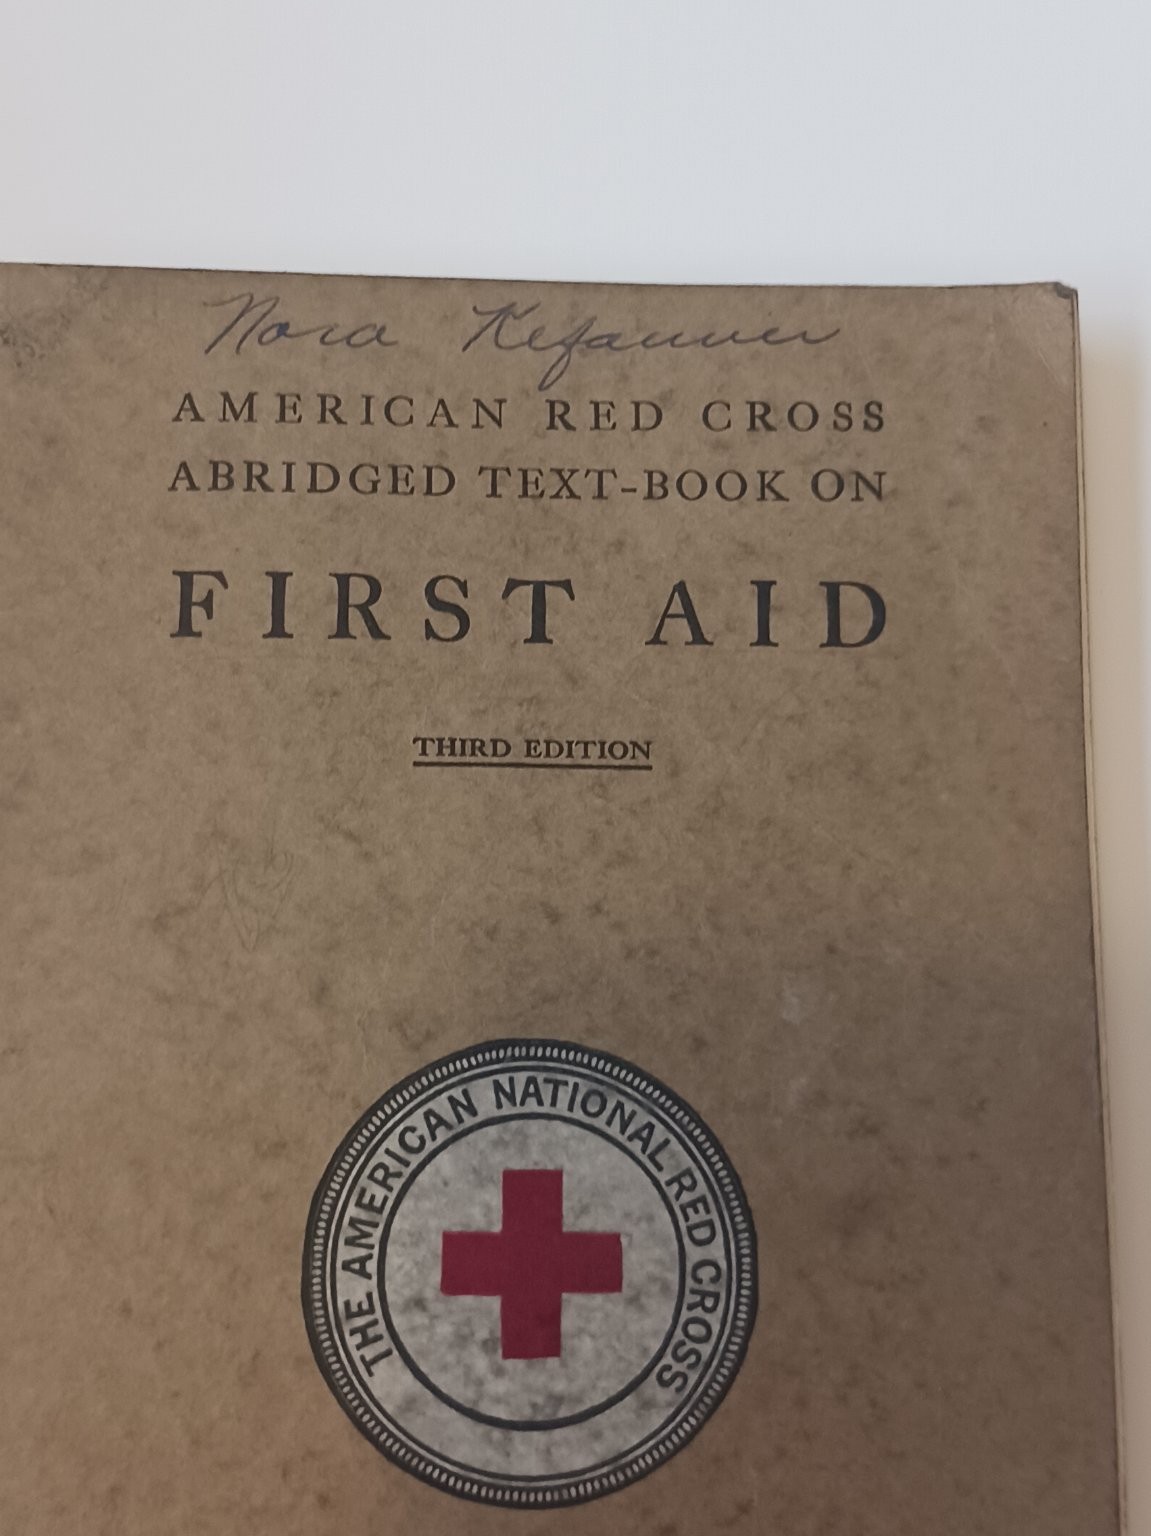 Nora Kefauver
AMERICAN RED CROSS
ABRIDGED TEXT-BOOK ON
FIRST AID
THIRD EDITION
THE AMERICAN NATIONAL RED CROSS